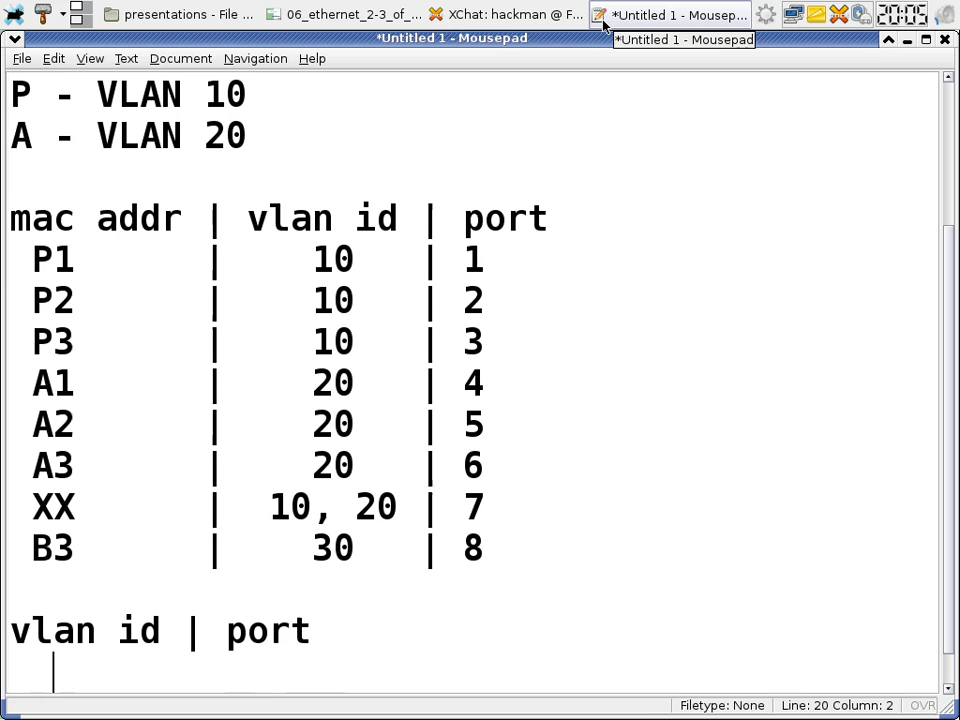 presentations - File ...
06_ethernet_2-3_of_...
XChat: hackman @ F...
*Untitled 1 - Mousep...
20:05
*Untitled 1 - Mousepad
*Untitled 1 - Mousepad
File Edit View Text Document Navigation Help
P - VLAN 10
A - VLAN 20
mac addr | vlan id | port
P1 | 10 | 1
P2 | 10 | 2
P3 | 10 | 3
A1 | 20 | 4
A2 | 20 | 5
A3 | 20 | 6
XX | 10, 20 | 7
B3 | 30 | 8
vlan id | port
Filetype: None Line: 20 Column: 2 OVR